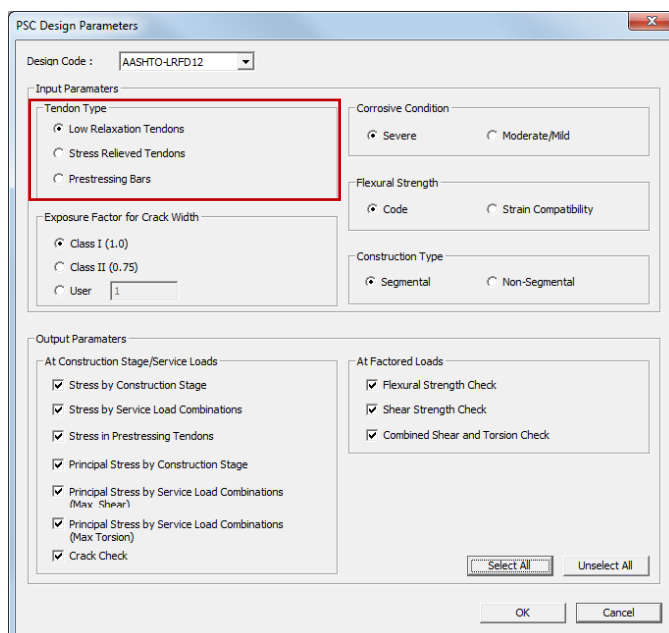 PSC Design Parameters
Design Code :
AASHTO-LRFD12
Input Paramaters
Tendon Type
Low Relaxation Tendons
Stress Relieved Tendons
Prestressing Bars
Corrosive Condition
Severe
Moderate/Mild
Flexural Strength
Code
Strain Compatibility
Exposure Factor for Crack Width
Class I (1.0)
Class II (0.75)
User
1
Construction Type
Segmental
Non-Segmental
Output Paramaters
At Construction Stage/Service Loads
Stress by Construction Stage
Stress by Service Load Combinations
Stress in Prestressing Tendons
Principal Stress by Construction Stage
Principal Stress by Service Load Combinations
(Max. Shear)
Principal Stress by Service Load Combinations
(Max Torsion)
Crack Check
At Factored Loads
Flexural Strength Check
Shear Strength Check
Combined Shear and Torsion Check
Select All
Unselect All
OK
Cancel